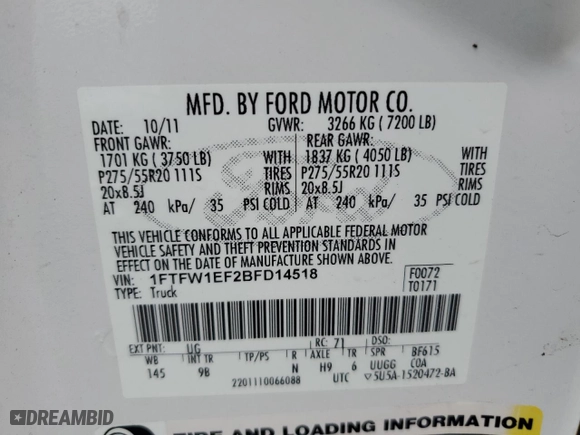 MFD. BY FORD MOTOR CO.
DATE: 10/11 GVWR: 3266 KG ( 7200 LB)
FRONT GAWR: REAR GAWR:
1701 KG ( 3750 LB) WITH 1837 KG ( 4050 LB) WITH
P275/55R20 111S TIRES P275/55R20 111S TIRES
20x8.5J RIMS 20x8.5J RIMS
AT 240 kPa/ 35 PSI COLD AT 240 kPa/ 35 PSI COLD
THIS VEHICLE CONFORMS TO ALL APPLICABLE FEDERAL MOTOR
VEHICLE SAFETY AND THEFT PREVENTION STANDARDS IN
EFFECT ON THE DATE OF MANUFACTURE SHOWN ABOVE.
VIN: 1FTFW1EF2BFD14518 F0072
TYPE: Truck T0171
EXT PNT: UG RC: 71 DSO:
WB INT TR TP/PS R AXLE TR SPR BF615
145 9B N H9 6 UUGG COA
2201110066088 UTC 5U5A-1520472-BA
Ford
TIRE AND LOADING INFORMATION
DREAMBID